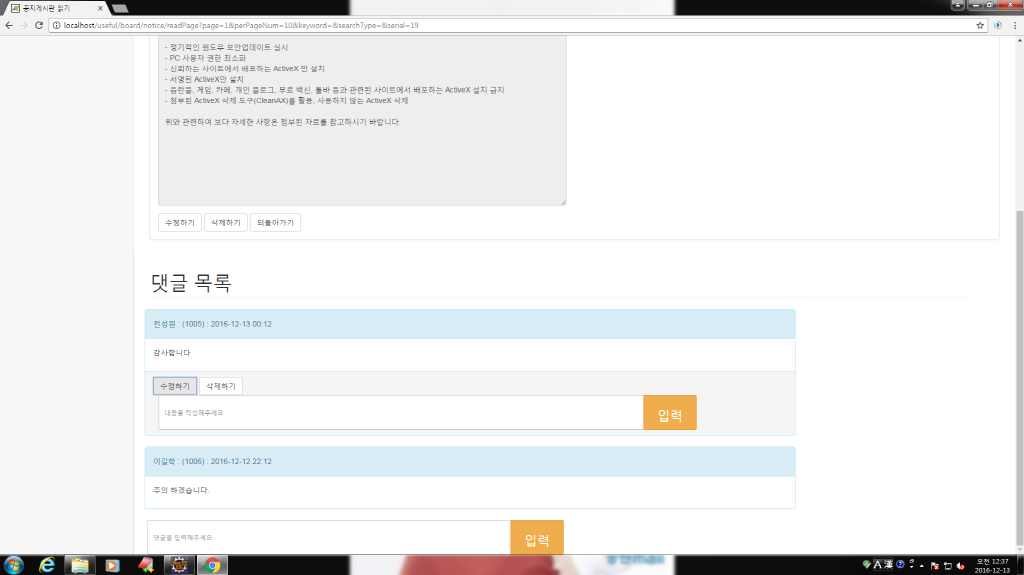 공지게시판 읽기
localhost/useful/board/notice/readPage?page=1&perPageNum=10&keyword=&searchType=&serial=19
- 정기적인 윈도우 보안업데이트 실시
- PC 사용자 권한 최소화
- 신뢰하는 사이트에서 배포하는 ActiveX 만 설치
- 서명된 ActiveX만 설치
- 음란물, 게임, 카페, 개인 블로그, 무료 백신, 툴바 등과 관련된 사이트에서 배포하는 ActiveX 설치 금지
- 첨부된 ActiveX 삭제 도구(CleanAX)를 활용, 사용하지 않는 ActiveX 삭제
위와 관련하여 보다 자세한 사항은 첨부된 자료를 참고하시기 바랍니다.
수정하기 삭제하기 되돌아가기
댓글 목록
전성원 : (1005) : 2016-12-13 00:12
감사합니다
수정하기 삭제하기
내용을 작성해주세요 입력
이길학 : (1006) : 2016-12-12 22:12
주의 하겠습니다.
댓글을 입력해주세요 입력
오전 12:37
2016-12-13